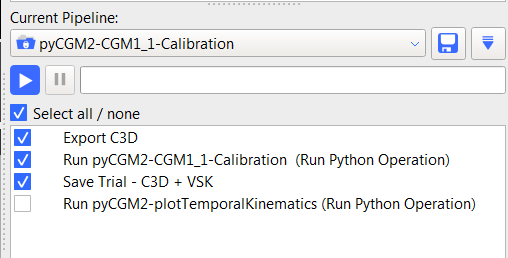 Current Pipeline:
pyCGM2-CGM1_1-Calibration
Select all / none
Export C3D
Run pyCGM2-CGM1_1-Calibration  (Run Python Operation)
Save Trial - C3D + VSK
Run pyCGM2-plotTemporalKinematics (Run Python Operation)